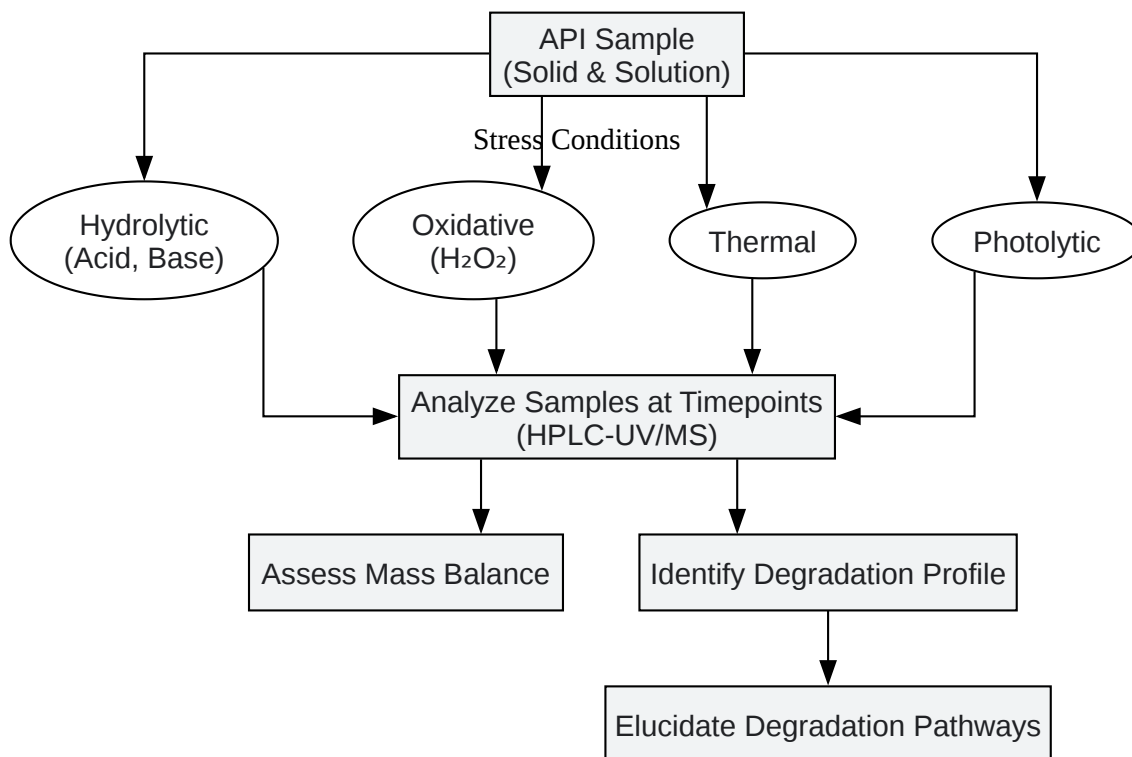 API Sample
(Solid & Solution)
Stress Conditions
Hydrolytic
(Acid, Base)
Oxidative
(H₂O₂)
Thermal
Photolytic
Analyze Samples at Timepoints
(HPLC-UV/MS)
Assess Mass Balance
Identify Degradation Profile
Elucidate Degradation Pathways